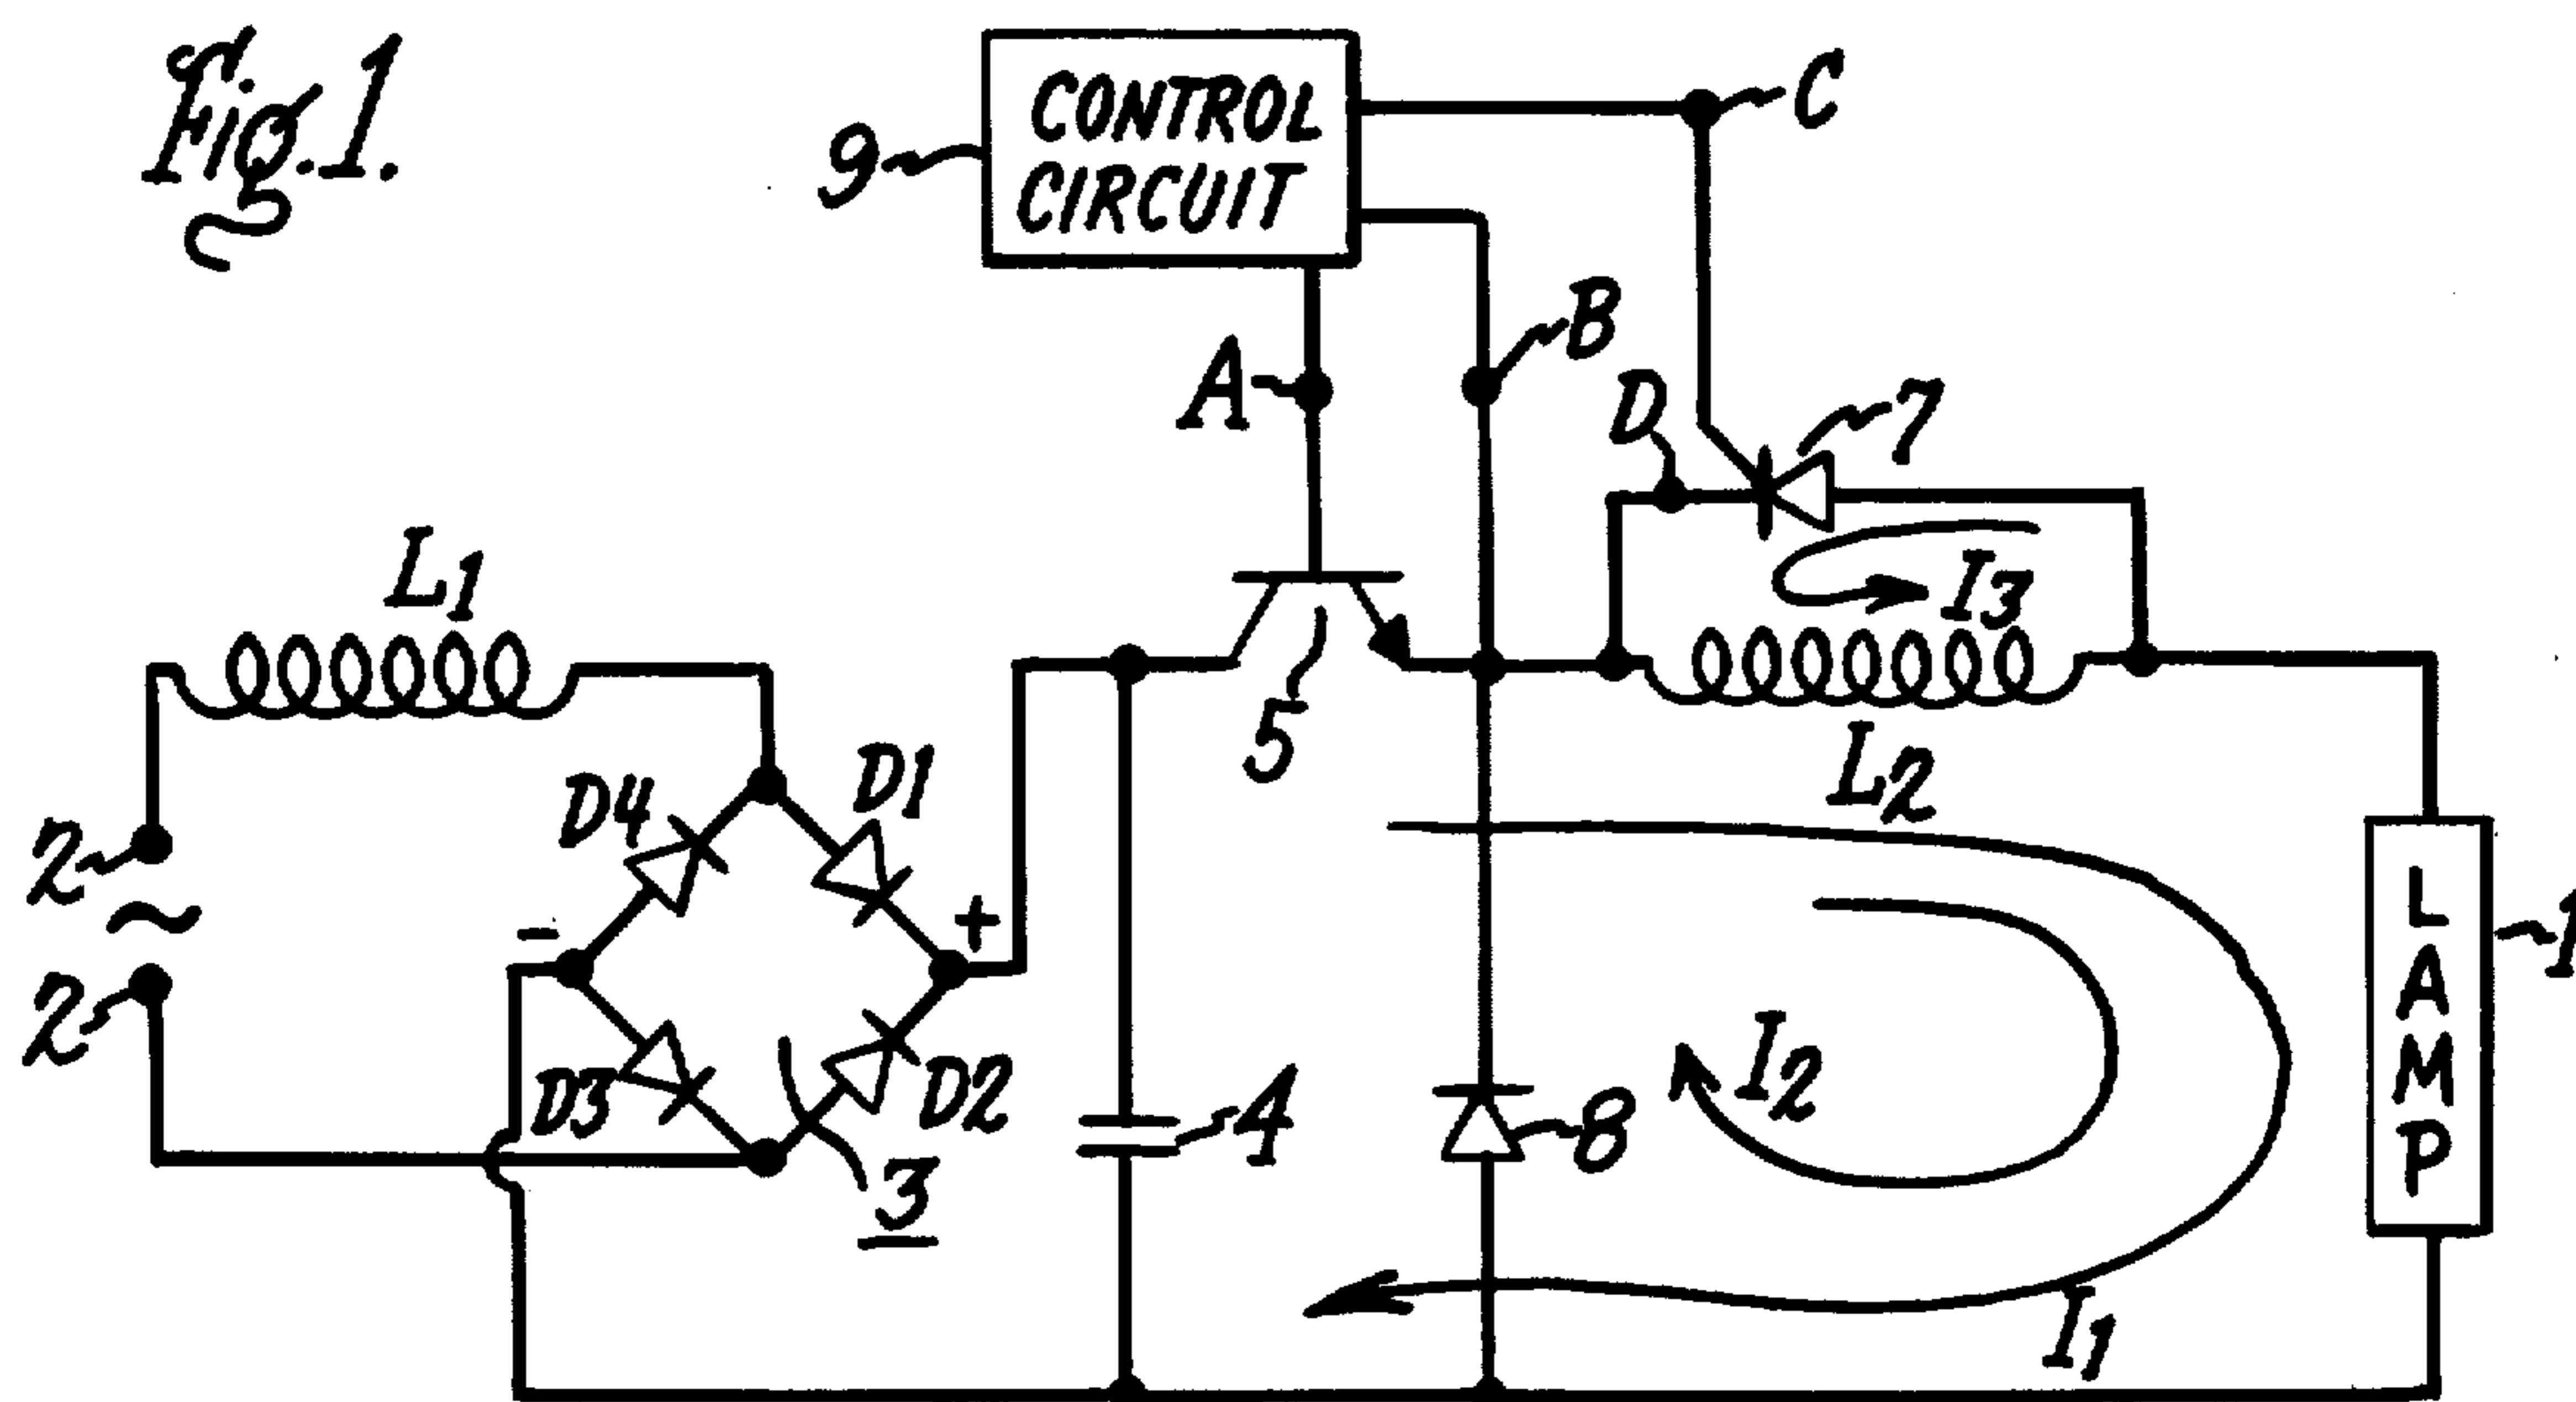 Fig. 1.
CONTROL
CIRCUIT
9
C
B
A
D
7
L1
I3
5
L2
D4
D1
2
~
2
-
+
D3
D2
3
4
8
I2
I1
LAMP
1